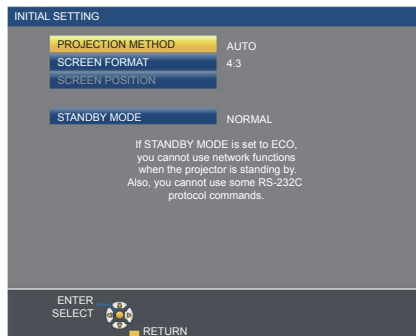 INITIAL SETTING
PROJECTION METHOD AUTO
SCREEN FORMAT 4:3
SCREEN POSITION
STANDBY MODE NORMAL
If STANDBY MODE is set to ECO,
you cannot use network functions
when the projector is standing by.
Also, you cannot use some RS-232C
protocol commands.
ENTER
SELECT
RETURN